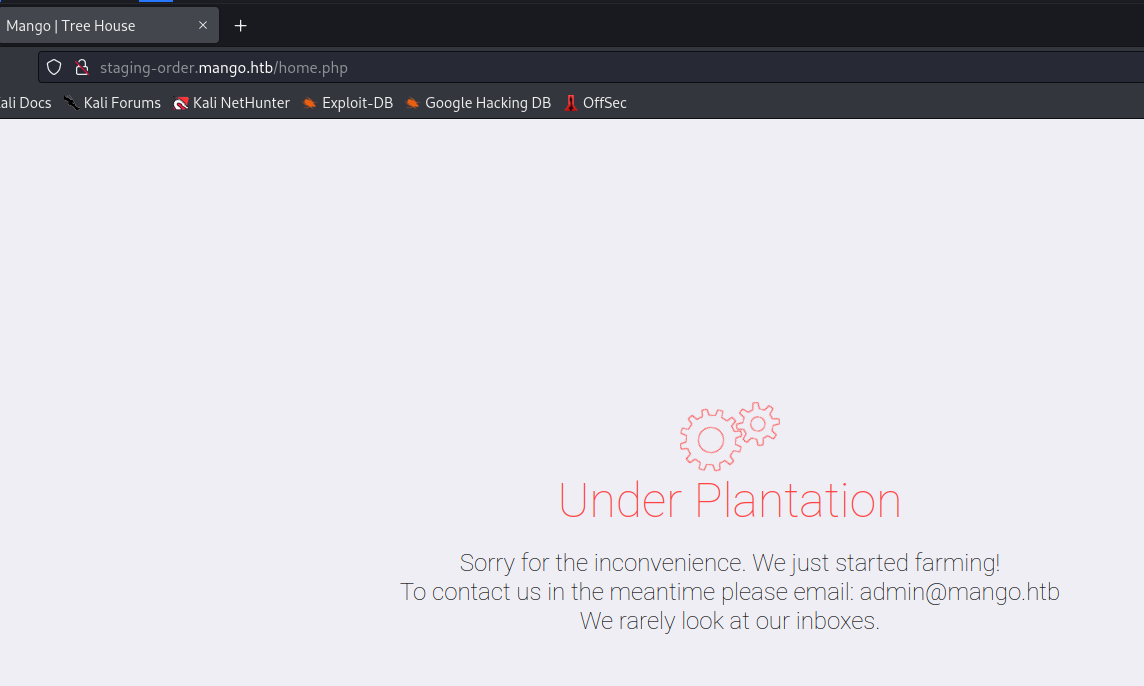 Mango | Tree House
staging-order.mango.htb/home.php
ali Docs Kali Forums Kali NetHunter Exploit-DB Google Hacking DB OffSec
Under Plantation
Sorry for the inconvenience. We just started farming!
To contact us in the meantime please email: admin@mango.htb
We rarely look at our inboxes.